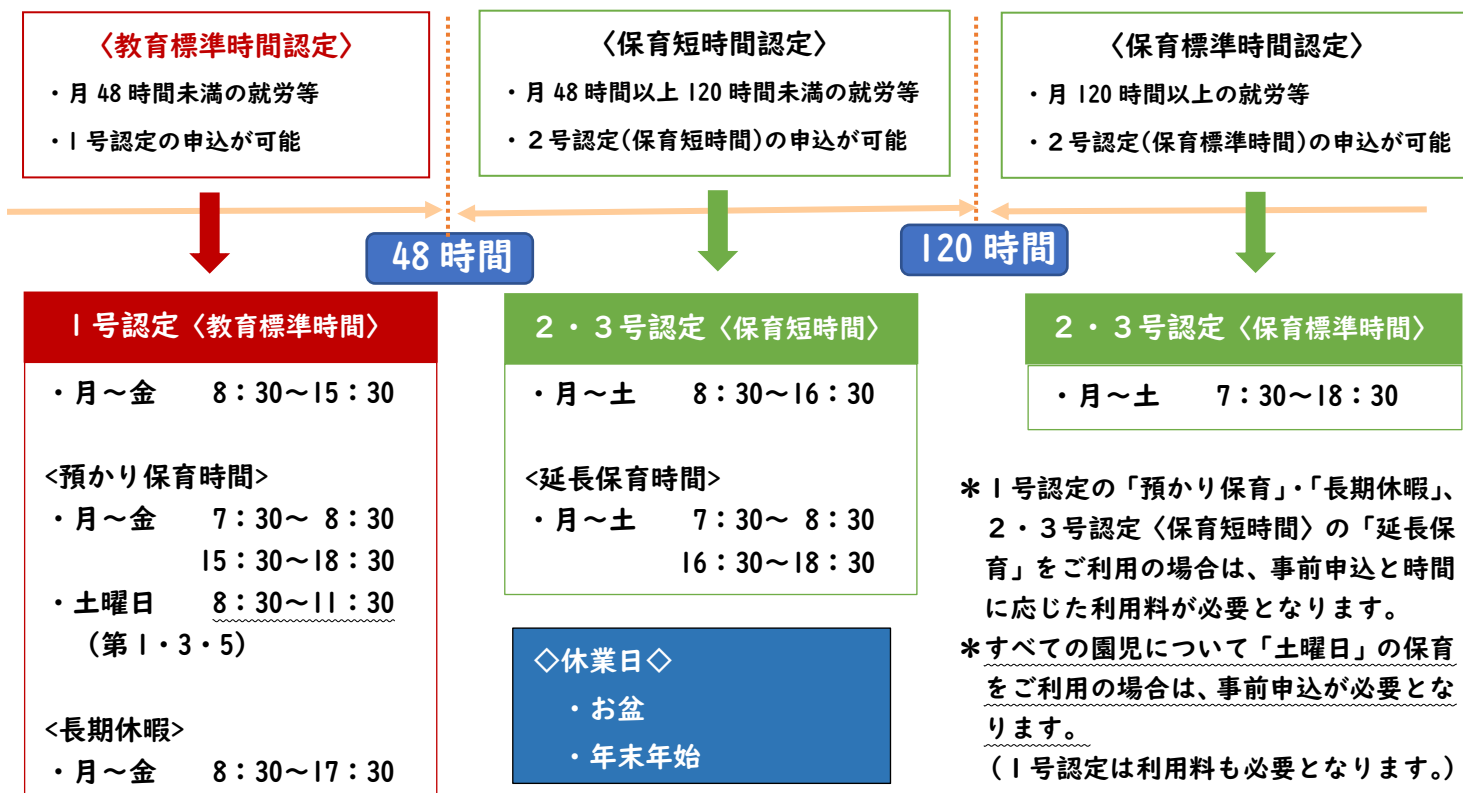 〈教育標準時間認定〉
・月48時間未満の就労等
・1号認定の申込が可能
〈保育短時間認定〉
・月48時間以上120時間未満の就労等
・２号認定(保育短時間)の申込が可能
〈保育標準時間認定〉
・月120時間以上の就労等
・２号認定(保育標準時間)の申込が可能
48時間
120時間
1号認定〈教育標準時間〉
・月～金　8：30～15：30
<預かり保育時間>
・月～金　7：30～ 8：30
15：30～18：30
・土曜日　8：30～11：30
（第1・3・5）
<長期休暇>
・月～金　8：30～17：30
２・３号認定〈保育短時間〉
・月～土　8：30～16：30
<延長保育時間>
・月～土　7：30～ 8：30
16：30～18：30
◇休業日◇
・お盆
・年末年始
２・３号認定〈保育標準時間〉
・月～土　7：30～18：30
＊1号認定の「預かり保育」・「長期休暇」、
２・３号認定〈保育短時間〉の「延長保
育」をご利用の場合は、事前申込と時間
に応じた利用料が必要となります。
＊すべての園児について「土曜日」の保育
をご利用の場合は、事前申込が必要とな
ります。
（1号認定は利用料も必要となります。）